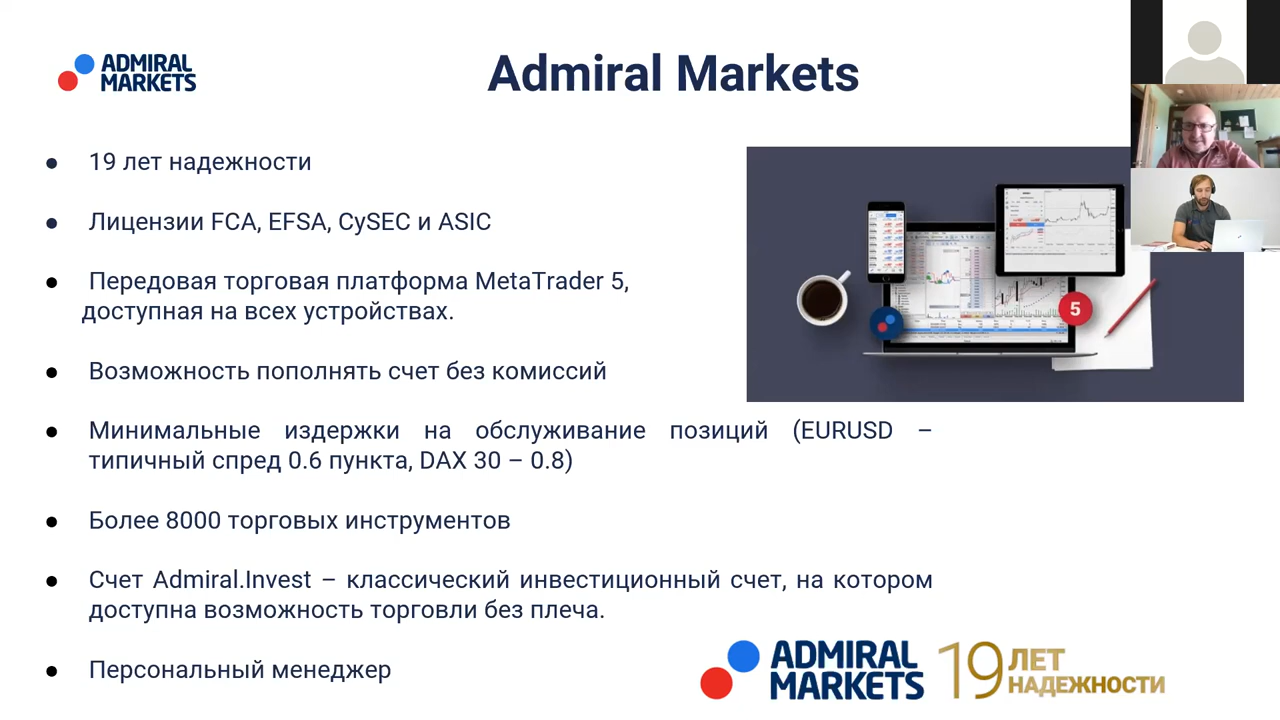 ADMIRAL
MARKETS
Admiral Markets
● 19 лет надежности
● Лицензии FCA, EFSA, CySEC и ASIC
● Передовая торговая платформа MetaTrader 5,
доступная на всех устройствах.
● Возможность пополнять счет без комиссий
● Минимальные издержки на обслуживание позиций (EURUSD –
типичный спред 0.6 пункта, DAX 30 – 0.8)
● Более 8000 торговых инструментов
● Счет Admiral.Invest – классический инвестиционный счет, на котором
доступна возможность торговли без плеча.
● Персональный менеджер
5
ADMIRAL
MARKETS
19 ЛЕТ
НАДЕЖНОСТИ